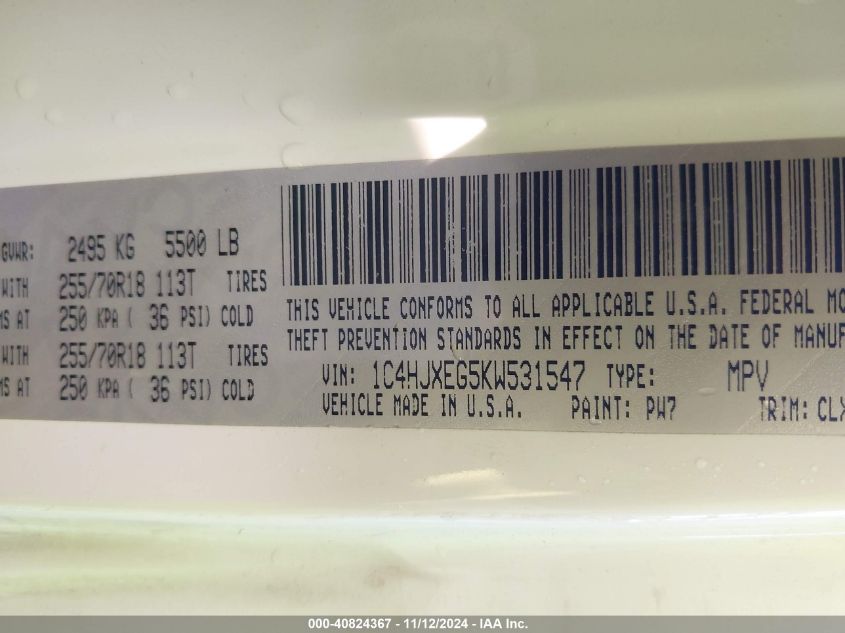 GVWR: 2495 KG 5500 LB
WITH 255/70R18 113T TIRES
MS AT 250 KPA ( 36 PSI) COLD
WITH 255/70R18 113T TIRES
MS AT 250 KPA ( 36 PSI) COLD
THIS VEHICLE CONFORMS TO ALL APPLICABLE U.S.A. FEDERAL MO
THEFT PREVENTION STANDARDS IN EFFECT ON THE DATE OF MANUF
VIN: 1C4HJXEG5KW531547 TYPE: MPV
VEHICLE MADE IN U.S.A. PAINT: PW7 TRIM: CLX
000-40824367 - 11/12/2024 - IAA Inc.